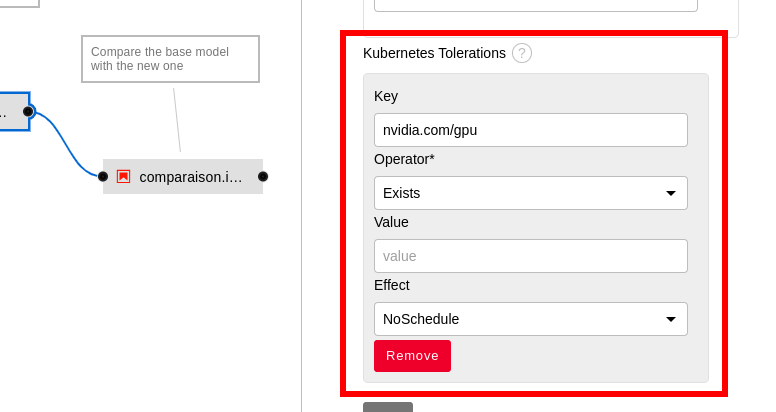 Compare the base model
with the new one
...
comparaison.i...
Kubernetes Tolerations ?
Key
nvidia.com/gpu
Operator*
Exists
Value
value
Effect
NoSchedule
Remove